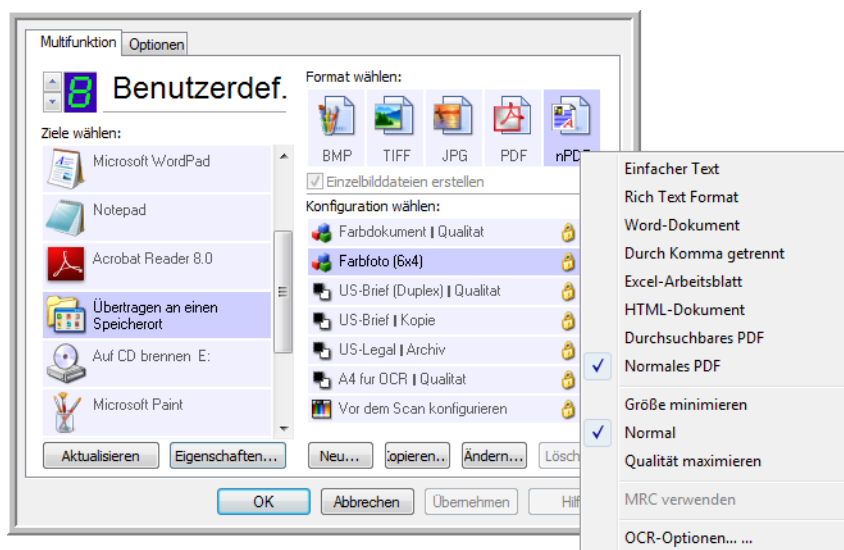 Multifunktion Optionen
8 Benutzerdef.
Ziele wählen:
Microsoft WordPad
Notepad
Acrobat Reader 8.0
Übertragen an einen
Speicherort
Auf CD brennen E:
Microsoft Paint
Aktualisieren Eigenschaften...
Format wählen:
BMP TIFF JPG PDF nPDF
Einzelbilddateien erstellen
Konfiguration wählen:
Farbdokument | Qualitat
Farbfoto (6x4)
US-Brief (Duplex) | Qualitat
US-Brief | Kopie
US-Legal | Archiv
A4 fur OCR | Qualitat
Vor dem Scan konfigurieren
Neu... Kopieren... Ändern... Lösch
OK Abbrechen Übernehmen Hilf
Einfacher Text
Rich Text Format
Word-Dokument
Durch Komma getrennt
Excel-Arbeitsblatt
HTML-Dokument
Durchsuchbares PDF
Normales PDF
Größe minimieren
Normal
Qualität maximieren
MRC verwenden
OCR-Optionen... ...